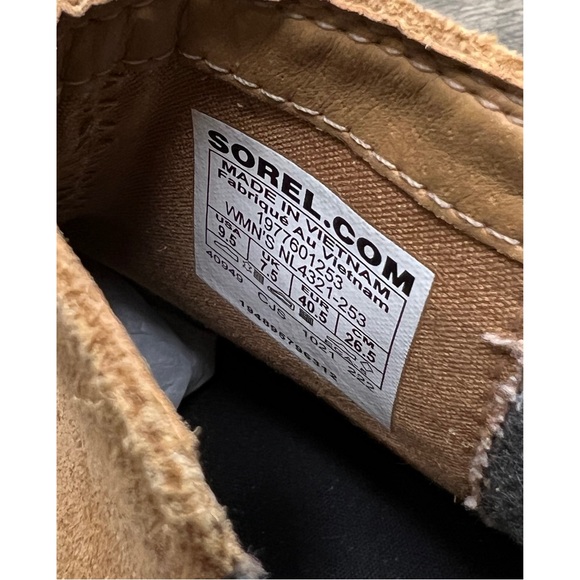 SOREL.COM
MADE IN VIETNAM
Fabriqué Au Vietnam
1977601253
WMN'S NL4321-253
USA UK EUR CM
9.5 7.5 40.5 26.5
40949 CJS 1021 222